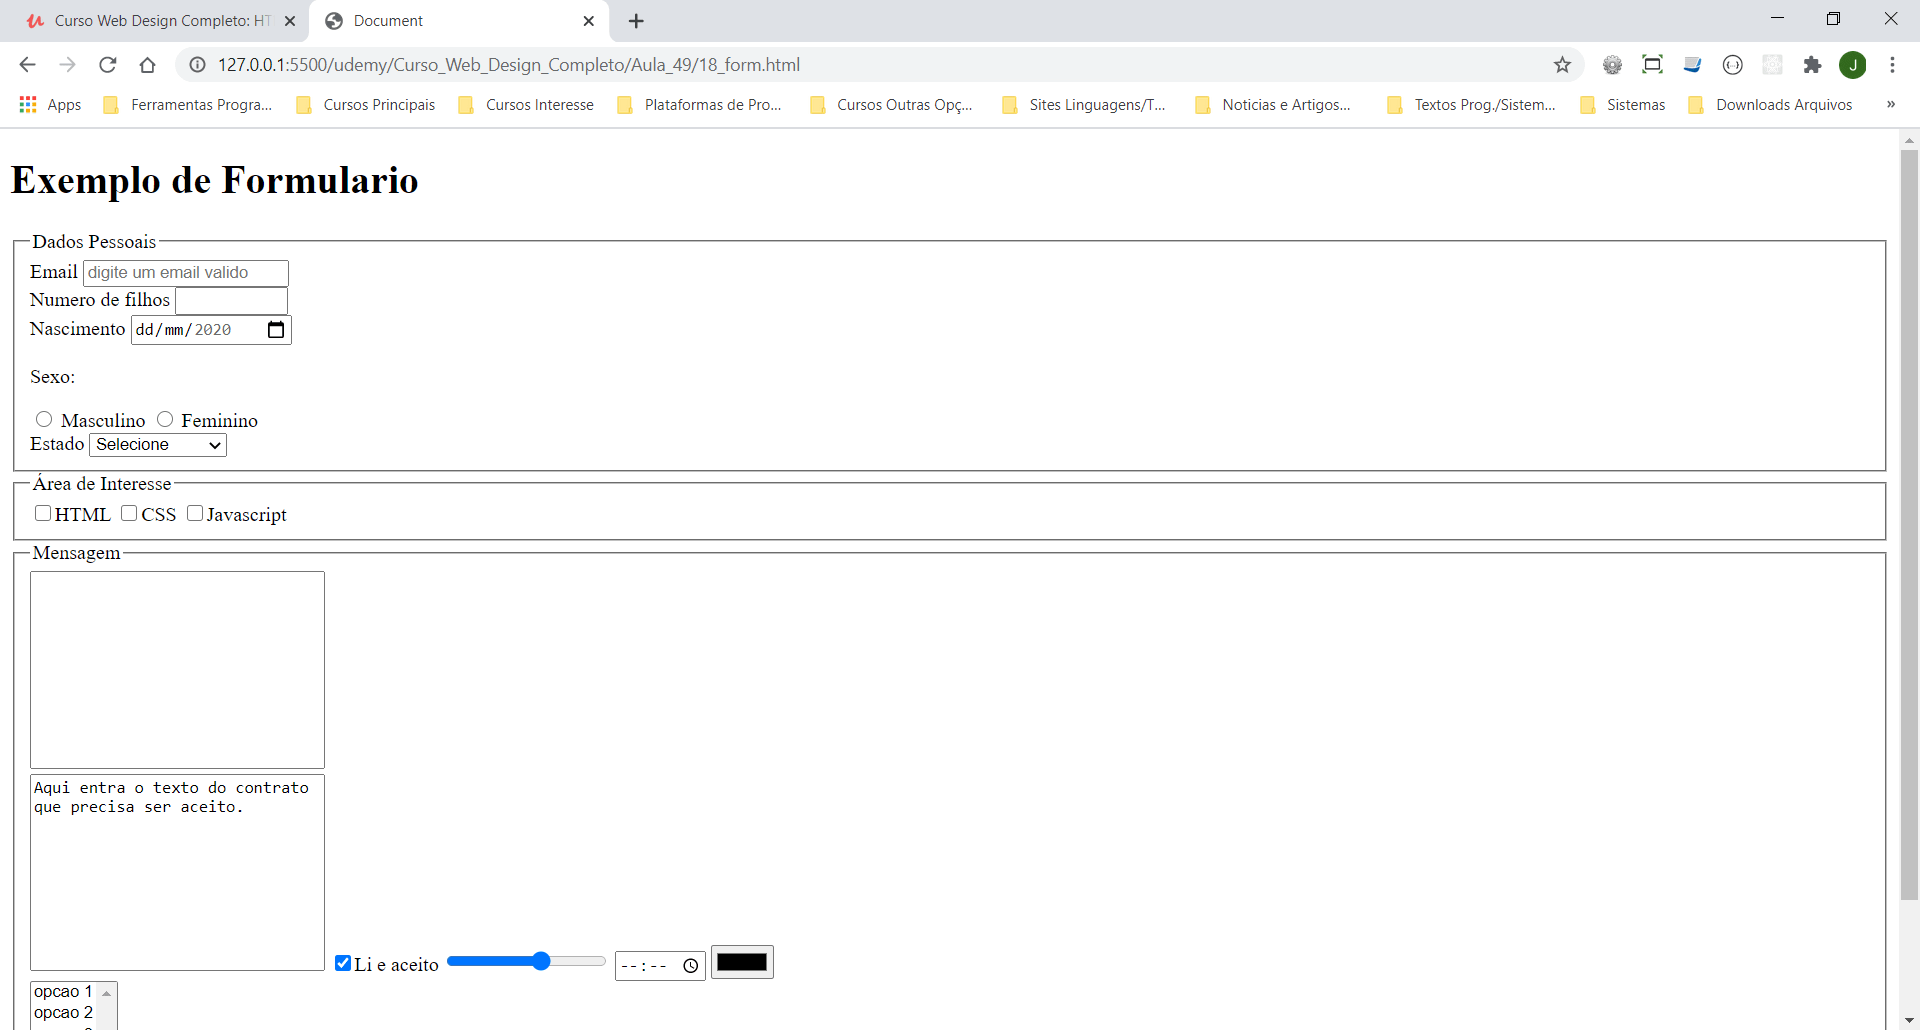 Curso Web Design Completo: HT
Document
127.0.0.1:5500/udemy/Curso_Web_Design_Completo/Aula_49/18_form.html
J
Apps
Ferramentas Progra...
Cursos Principais
Cursos Interesse
Plataformas de Pro...
Cursos Outras Opç...
Sites Linguagens/T...
Noticias e Artigos...
Textos Prog./Sistem...
Sistemas
Downloads Arquivos
»
Exemplo de Formulario
Dados Pessoais
Email digite um email valido
Numero de filhos
Nascimento dd/mm/2020
Sexo:
Masculino Feminino
Estado Selecione
Área de Interesse
HTML CSS Javascript
Mensagem
Aqui entra o texto do contrato
que precisa ser aceito.
Li e aceito --:--
opcao 1
opcao 2